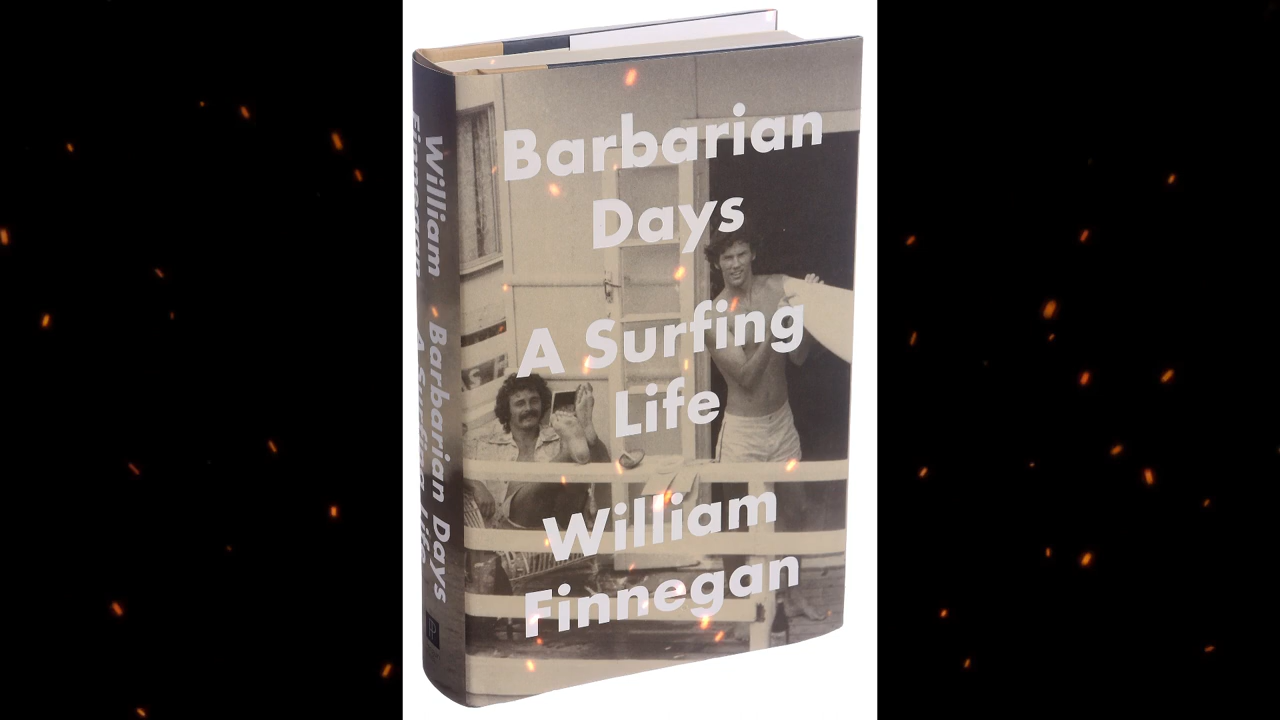 Barbarian
Days
A Surfing
Life
William
Finnegan
William
Finnegan
Barbarian Days
A Surfing Life